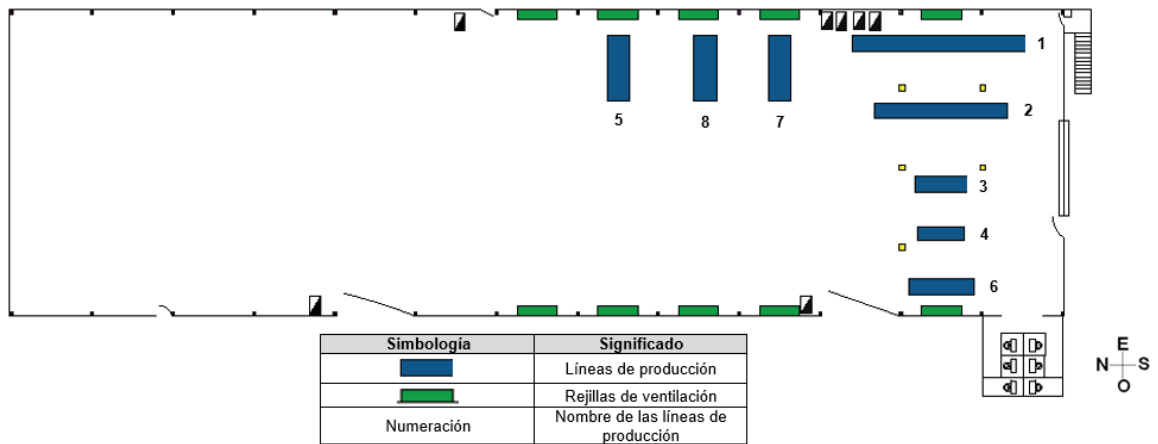 1
5
8
7
2
3
4
6
Simbología
Significado
Líneas de producción
Rejillas de ventilación
Numeración
Nombre de las líneas de
producción
E
N
S
O